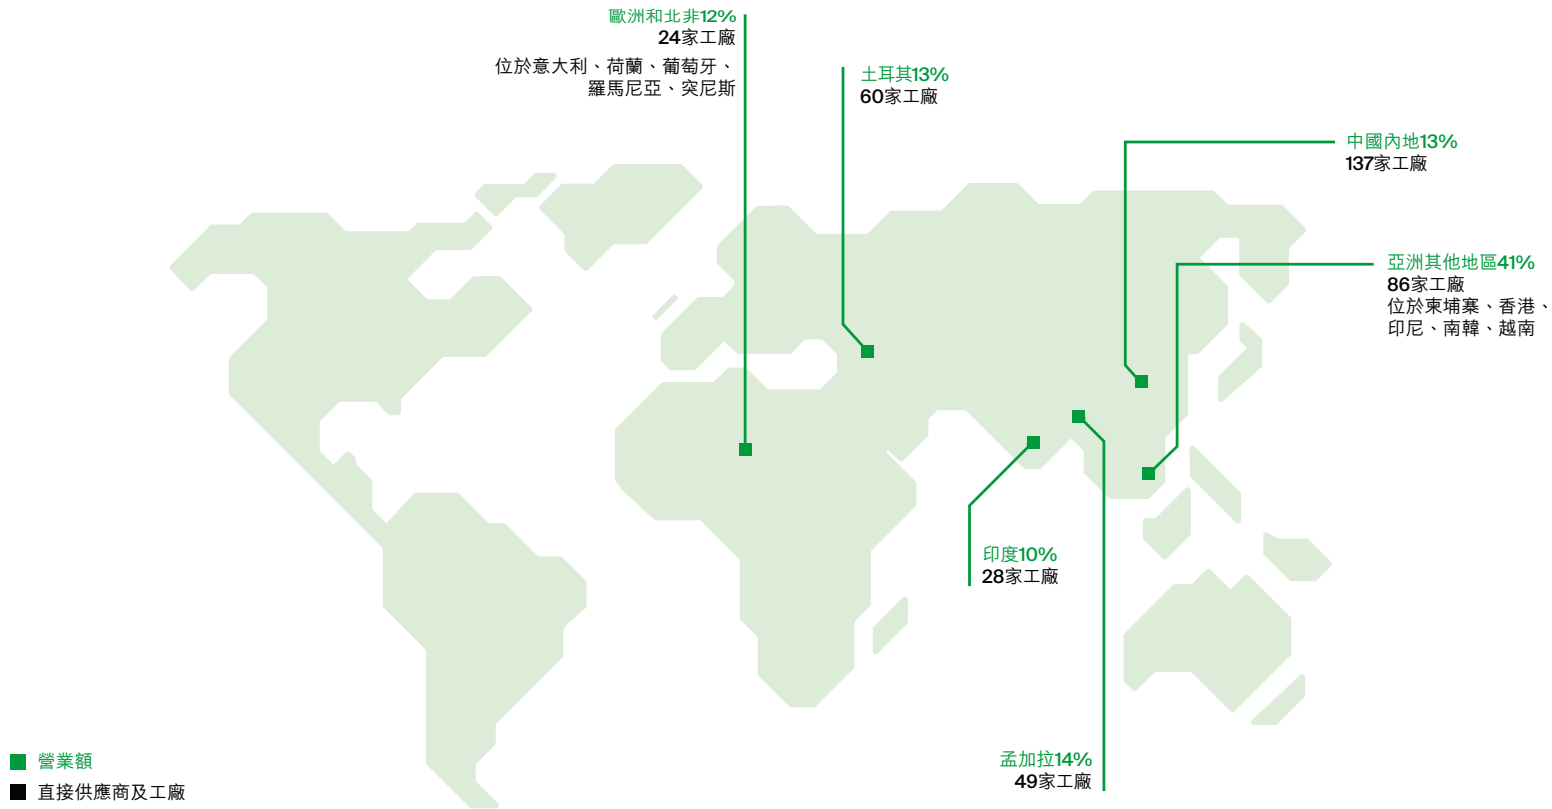 歐洲和北非12%
24家工廠
位於意大利、荷蘭、葡萄牙、
羅馬尼亞、突尼斯
土耳其13%
60家工廠
中國內地13%
137家工廠
亞洲其他地區41%
86家工廠
位於柬埔寨、香港、
印尼、南韓、越南
印度10%
28家工廠
孟加拉14%
49家工廠
營業額
直接供應商及工廠